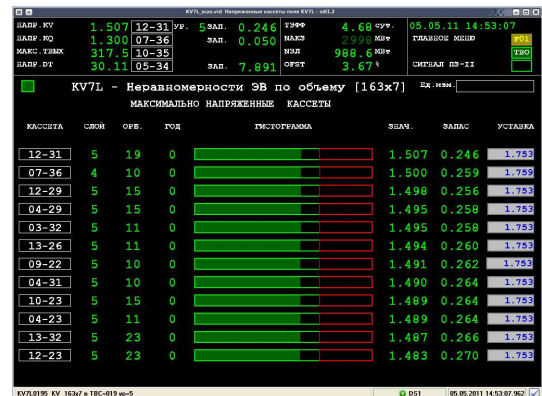 KV7L_scas.vid Напряженные кассеты поля KV7L - sdl1.2
НАПР.KV 1.507 12-31 УР. 5 ЗАП. 0.246 TЭФФ 4.68 СУТ. 05.05.11 14:53:07
НАПР.KQ 1.300 07-36 ЗАП. 0.050 NАКЗ 2998 МВт ГЛАВНОЕ МЕНЮ F01
МАКС.ТВЫХ 317.5 10-35 NЗЛ 988.6 МВт ТВО
НАПР.DT 30.11 05-34 ЗАП. 7.891 OFST 3.67 % СИГНАЛ ПЗ-II
KV7L - Неравномерности ЭВ по объему [163x7] Ед.изм.
МАКСИМАЛЬНО НАПРЯЖЕННЫЕ КАССЕТЫ
КАССЕТА СЛОЙ ОРБ. ГОД ГИСТОГРАММА ЗНАЧ. ЗАПАС УСТАВКА
12-31 5 19 0 1.507 0.246 1.753
07-36 4 10 0 1.500 0.259 1.759
12-29 5 15 0 1.498 0.256 1.753
04-29 5 15 0 1.495 0.258 1.753
03-32 5 11 0 1.495 0.258 1.753
13-26 5 11 0 1.494 0.260 1.753
09-22 5 10 0 1.491 0.262 1.753
04-31 5 10 0 1.490 0.264 1.753
10-23 5 15 0 1.489 0.264 1.753
04-23 5 11 0 1.489 0.264 1.753
13-32 5 23 0 1.487 0.266 1.753
12-23 5 23 0 1.483 0.270 1.753
KV7L0195 KV 163x7 в ТВС-019 ур=5 DS1 05.05.2011 14:53:07.962